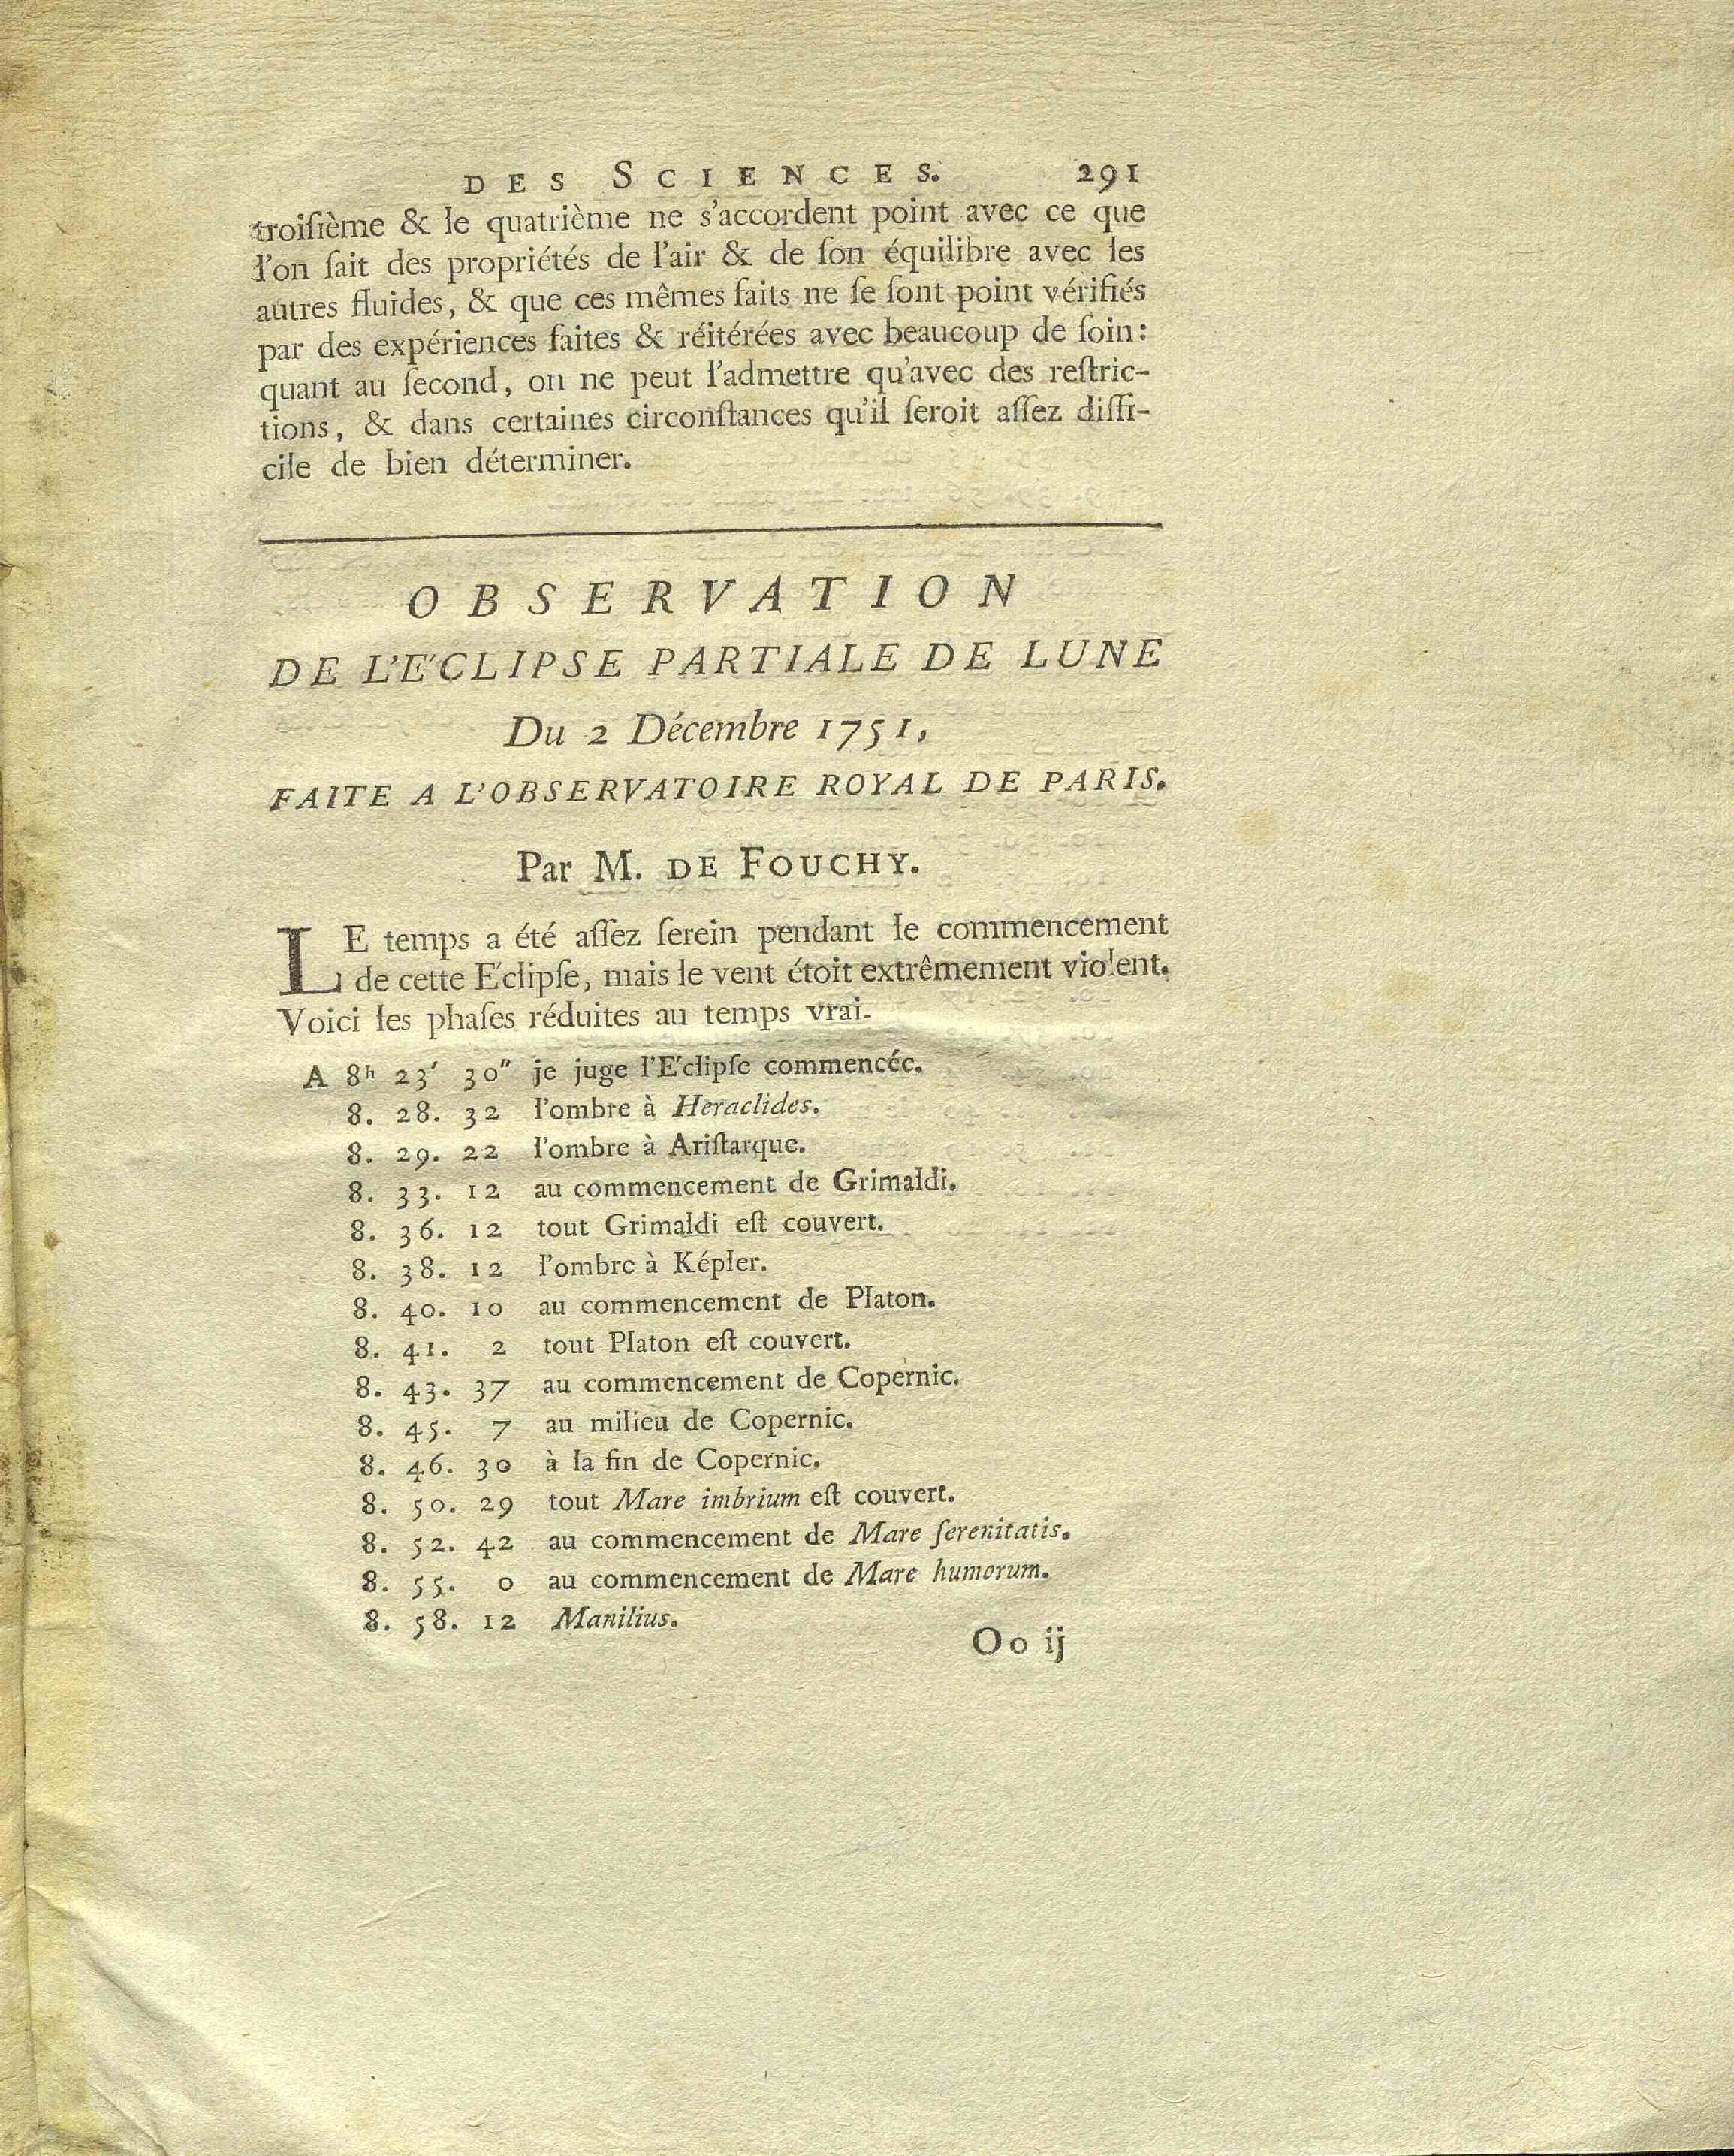 DES SCIENCES. 291
troiſième & le quatrième ne s'accordent point avec ce que
l'on ſait des propriétés de l'air & de ſon équilibre avec les
autres fluides, & que ces mêmes faits ne ſe ſont point vérifiés
par des expériences faites & réitérées avec beaucoup de ſoin:
quant au ſecond, on ne peut l'admettre qu'avec des reſtric-
tions, & dans certaines circonſtances qu'il ſeroit aſſez diffi-
cile de bien déterminer.
OBSERVATION
DE L'E'CLIPSE PARTIALE DE LUNE
Du 2 Décembre 1751,
FAITE A L'OBSERVATOIRE ROYAL DE PARIS.
Par M. DE FOUCHY.
LE temps a été aſſez ſerein pendant le commencement
de cette E'clipſe, mais le vent étoit extrêmement violent.
Voici les phaſes réduites au temps vrai.
A 8h 23′ 30″ je juge l'E'clipſe commencée.
8. 28. 32 l'ombre à Heraclides.
8. 29. 22 l'ombre à Ariſtarque.
8. 33. 12 au commencement de Grimaldi.
8. 36. 12 tout Grimaldi eſt couvert.
8. 38. 12 l'ombre à Képler.
8. 40. 10 au commencement de Platon.
8. 41. 2 tout Platon eſt couvert.
8. 43. 37 au commencement de Copernic.
8. 45. 7 au milieu de Copernic.
8. 46. 30 à la fin de Copernic.
8. 50. 29 tout Mare imbrium eſt couvert.
8. 52. 42 au commencement de Mare ſerenitatis.
8. 55. 0 au commencement de Mare humorum.
8. 58. 12 Manilius.
Oo ij